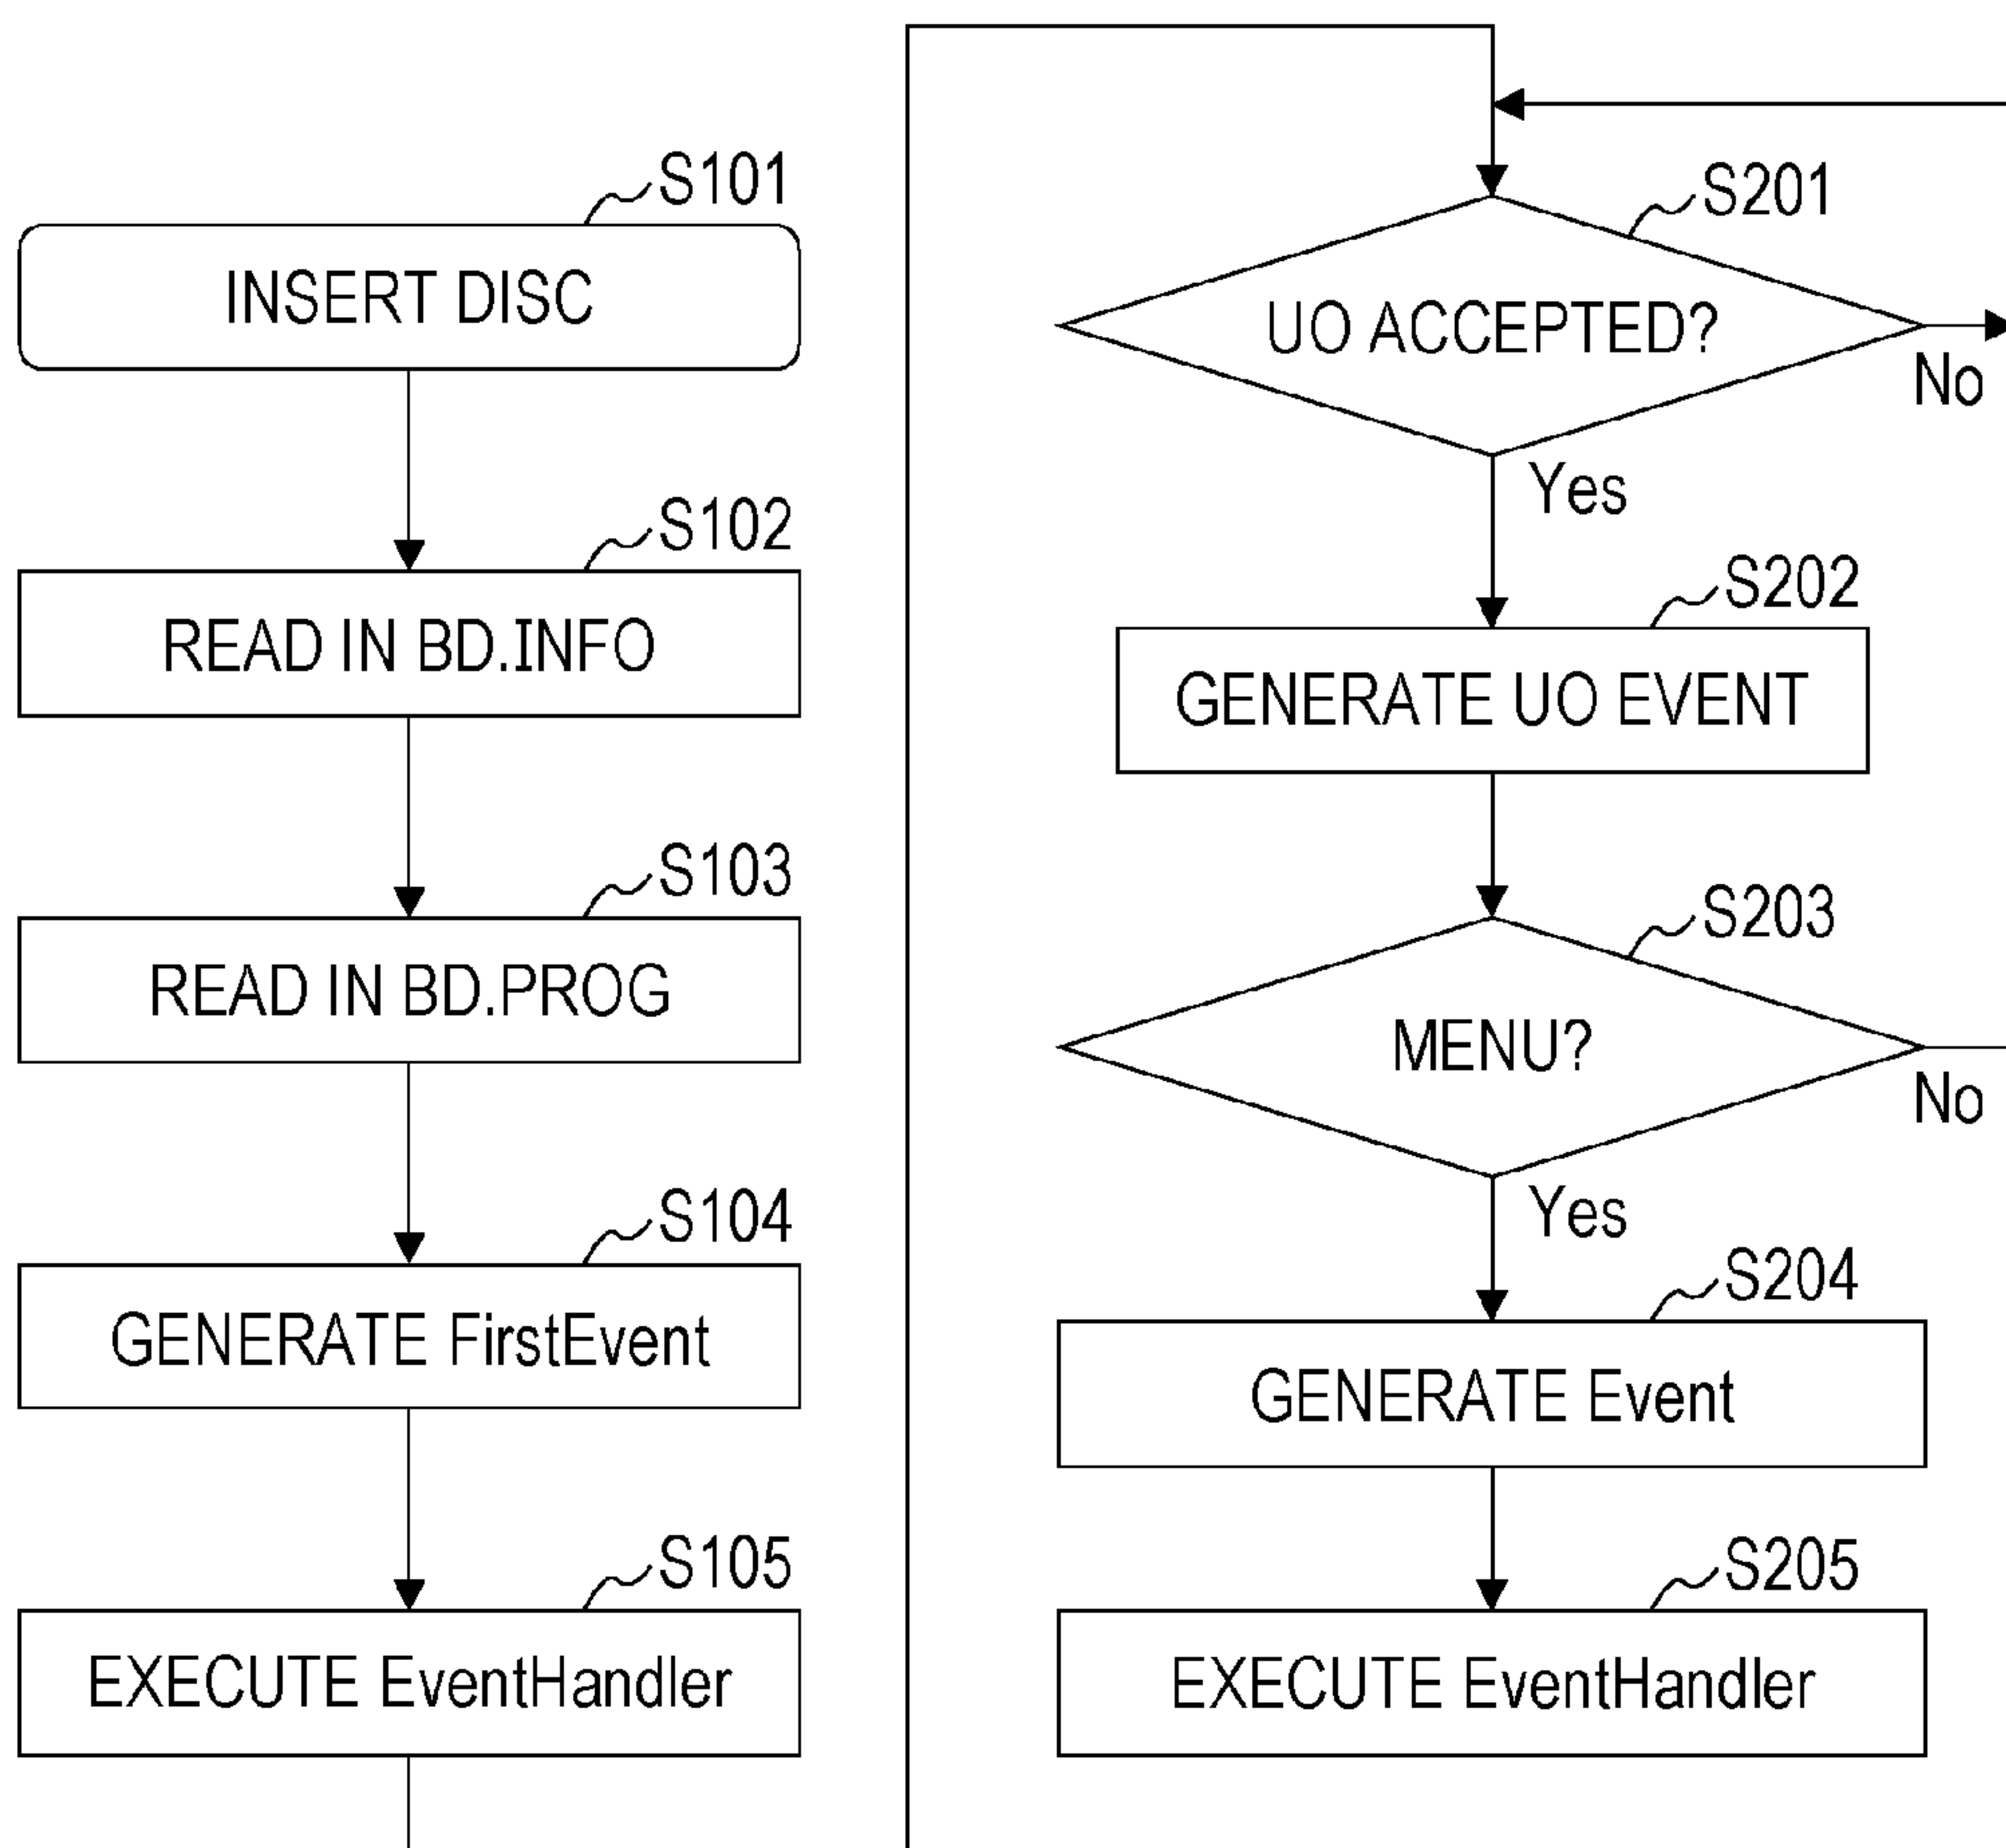 S101
INSERT DISC
S102
READ IN BD.INFO
S103
READ IN BD.PROG
S104
GENERATE FirstEvent
S105
EXECUTE EventHandler
S201
UO ACCEPTED?
No
Yes
S202
GENERATE UO EVENT
S203
MENU?
No
Yes
S204
GENERATE Event
S205
EXECUTE EventHandler